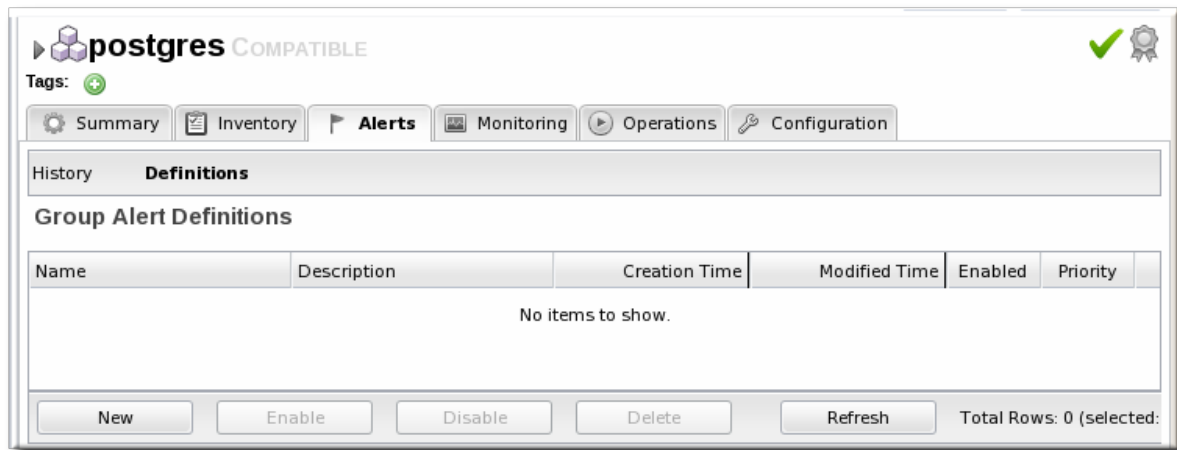 postgres COMPATIBLE
Tags:
Summary Inventory Alerts Monitoring Operations Configuration
History Definitions
Group Alert Definitions
Name Description Creation Time Modified Time Enabled Priority
No items to show.
New Enable Disable Delete Refresh Total Rows: 0 (selected: